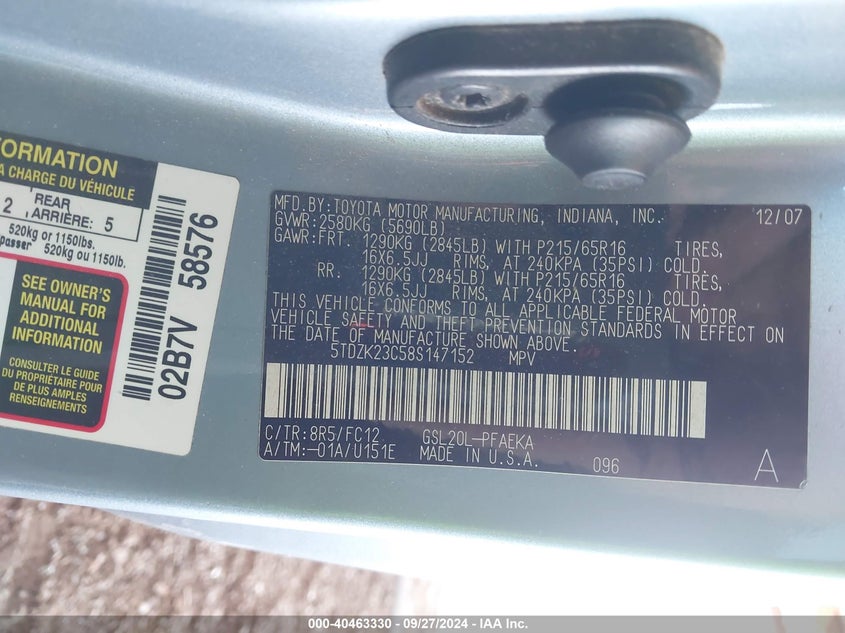 FORMATION
A CHARGE DU VÉHICULE
2 REAR ARRIÈRE: 5
520kg or 1150lbs.
passer 520kg ou 1150lb.
SEE OWNER'S
MANUAL FOR
ADDITIONAL
INFORMATION
VOIR LE GUIDE
DU PROPRIÉTAIRE POUR
DE PLUS AMPLES
RENSEIGNEMENTS
02B7V 58576
MFD.BY:TOYOTA MOTOR MANUFACTURING, INDIANA, INC. 12/07
GVWR:2580KG (5690LB)
GAWR:FRT. 1290KG (2845LB) WITH P215/65R16 TIRES,
16X6.5JJ RIMS, AT 240KPA (35PSI) COLD.
RR. 1290KG (2845LB) WITH P215/65R16 TIRES,
16X6.5JJ RIMS, AT 240KPA (35PSI) COLD.
THIS VEHICLE CONFORMS TO ALL APPLICABLE FEDERAL MOTOR
VEHICLE SAFETY AND THEFT PREVENTION STANDARDS IN EFFECT ON
THE DATE OF MANUFACTURE SHOWN ABOVE.
5TDZK23C58S147152 MPV
C/TR:8R5/FC12 GSL20L-PFAEKA
A/TM:-01A/U151E MADE IN U.S.A. 096 A
000-40463330 - 09/27/2024 - IAA Inc.